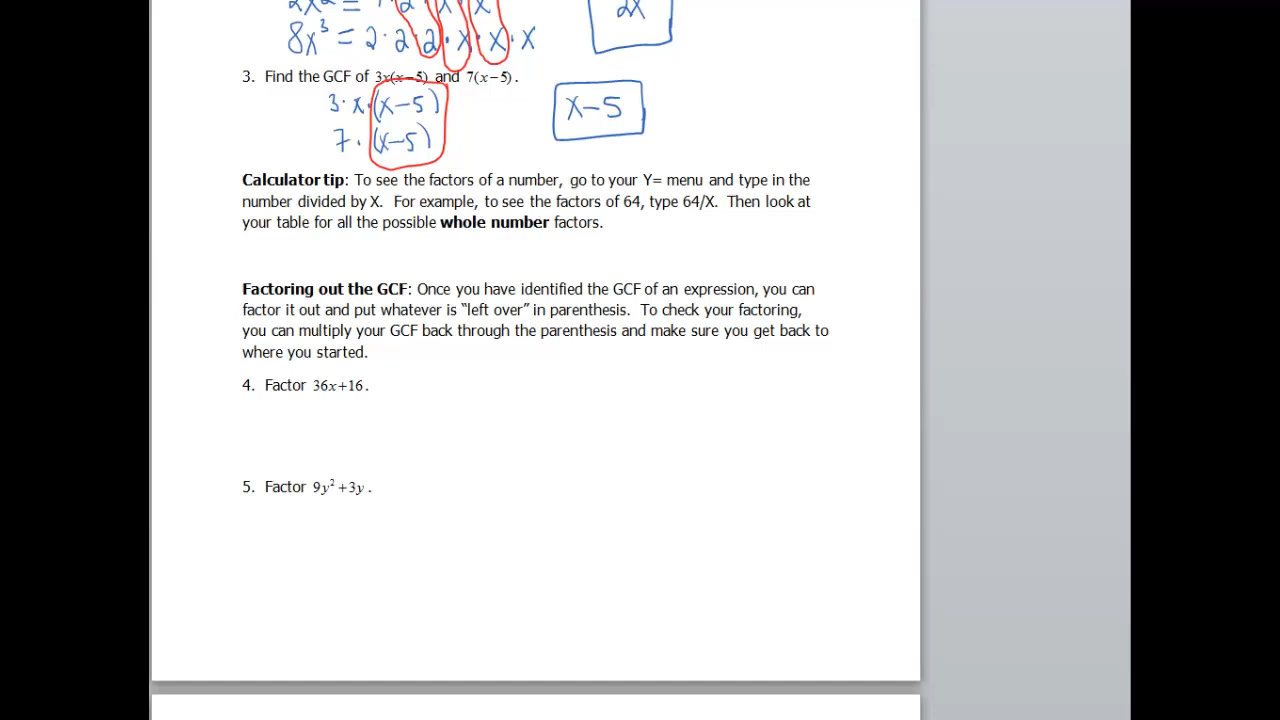 8x³ = 2·2·2·x·x·x
2x
3. Find the GCF of 3x(x−5) and 7(x−5).
3·x·(x−5)
7·(x−5)
x−5
Calculator tip: To see the factors of a number, go to your Y= menu and type in the
number divided by X. For example, to see the factors of 64, type 64/X. Then look at
your table for all the possible whole number factors.
Factoring out the GCF: Once you have identified the GCF of an expression, you can
factor it out and put whatever is “left over” in parenthesis. To check your factoring,
you can multiply your GCF back through the parenthesis and make sure you get back to
where you started.
4. Factor 36x+16.
5. Factor 9y²+3y.